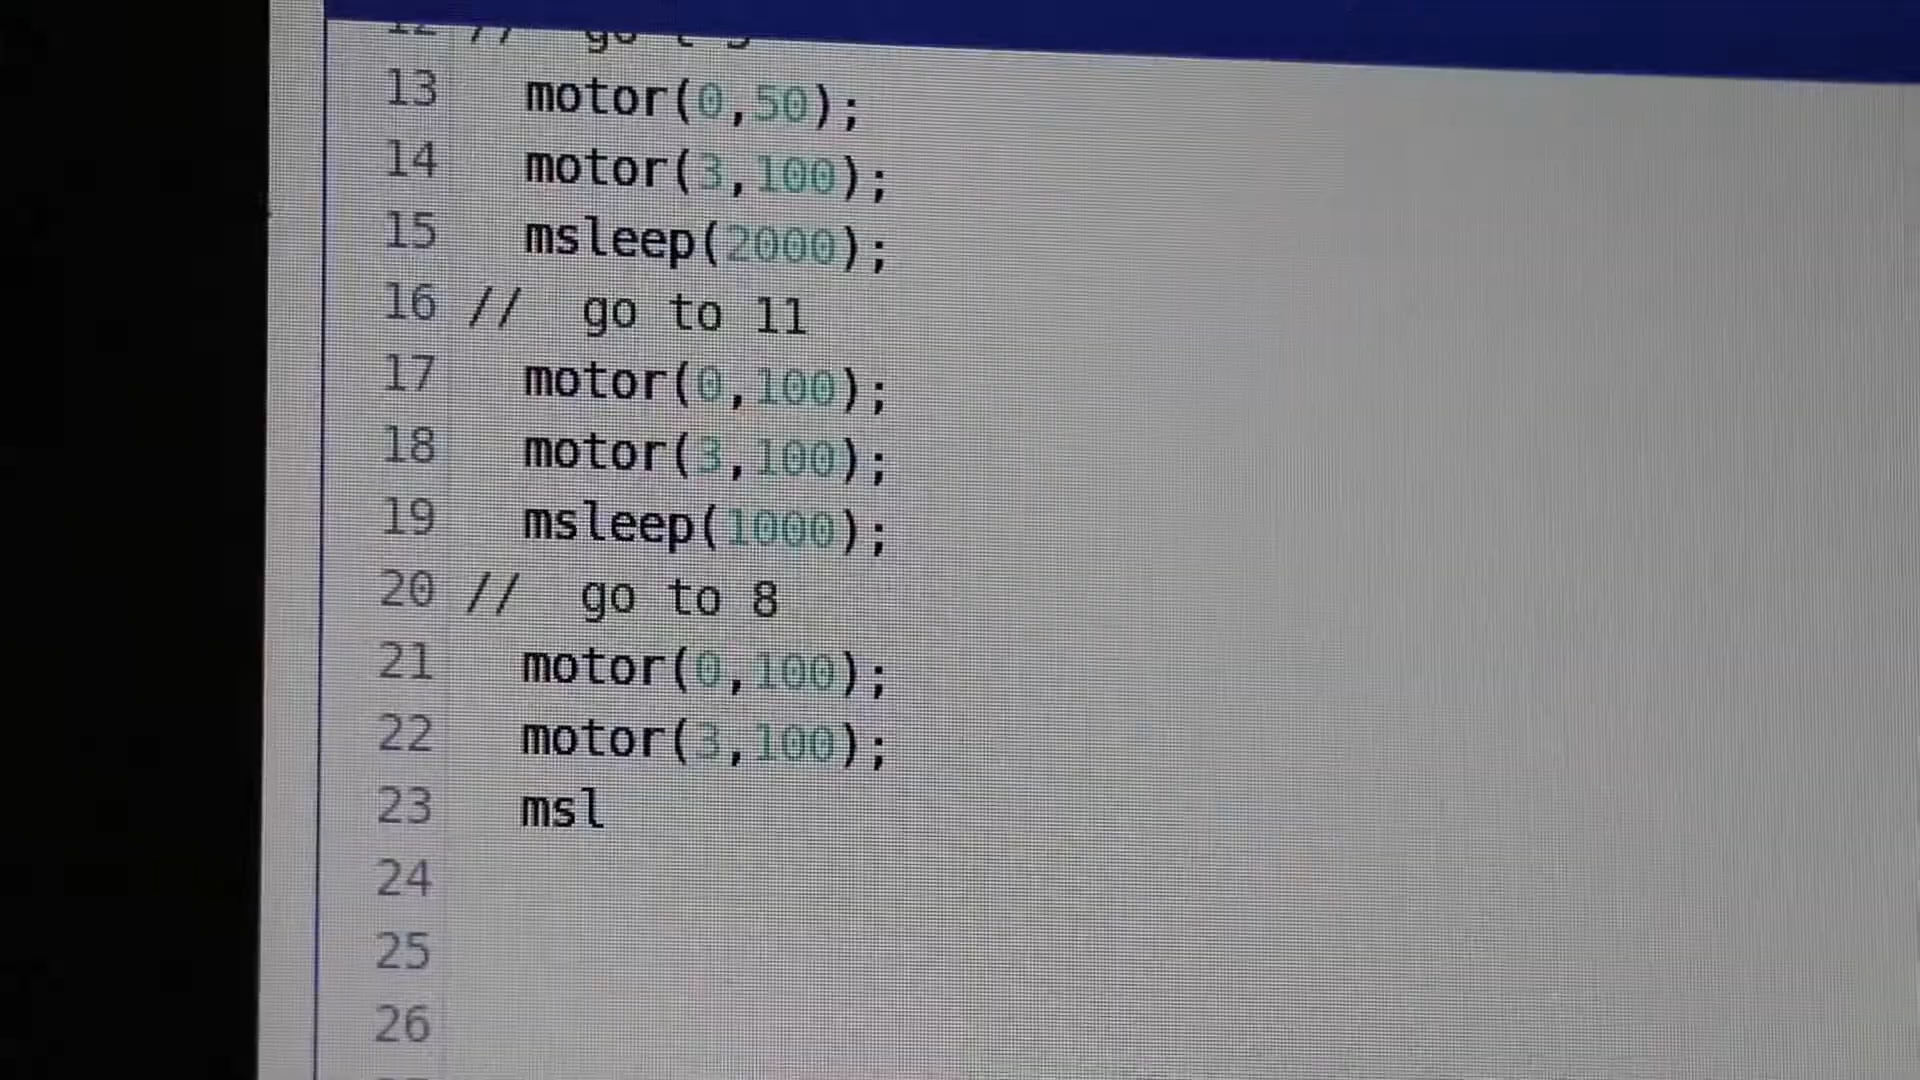 13 motor(0,50);
14 motor(3,100);
15 msleep(2000);
16 // go to 11
17 motor(0,100);
18 motor(3,100);
19 msleep(1000);
20 // go to 8
21 motor(0,100);
22 motor(3,100);
23 msl
24
25
26